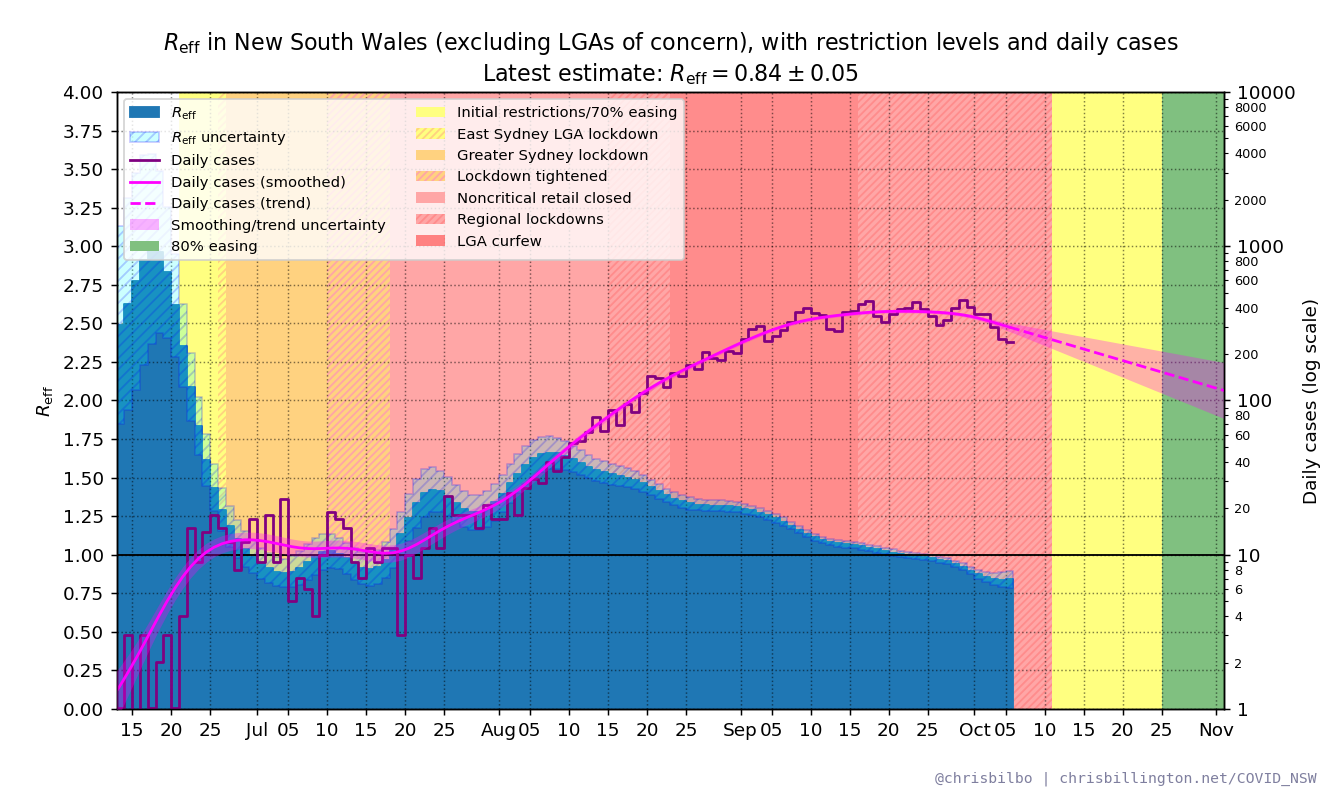 R_eff in New South Wales (excluding LGAs of concern), with restriction levels and daily cases
Latest estimate: R_eff = 0.84 ± 0.05
R_eff
R_eff uncertainty
Daily cases
Daily cases (smoothed)
Daily cases (trend)
Smoothing/trend uncertainty
80% easing
Initial restrictions/70% easing
East Sydney LGA lockdown
Greater Sydney lockdown
Lockdown tightened
Noncritical retail closed
Regional lockdowns
LGA curfew
R_eff
4.00
3.75
3.50
3.25
3.00
2.75
2.50
2.25
2.00
1.75
1.50
1.25
1.00
0.75
0.50
0.25
0.00
10000
8000
6000
4000
2000
1000
800
600
400
200
100
80
60
40
20
10
8
6
4
2
1
Daily cases (log scale)
15 20 25 Jul 05 10 15 20 25 Aug 05 10 15 20 25 Sep 05 10 15 20 25 Oct 05 10 15 20 25 Nov
@chrisbilbo | chrisbillington.net/COVID_NSW